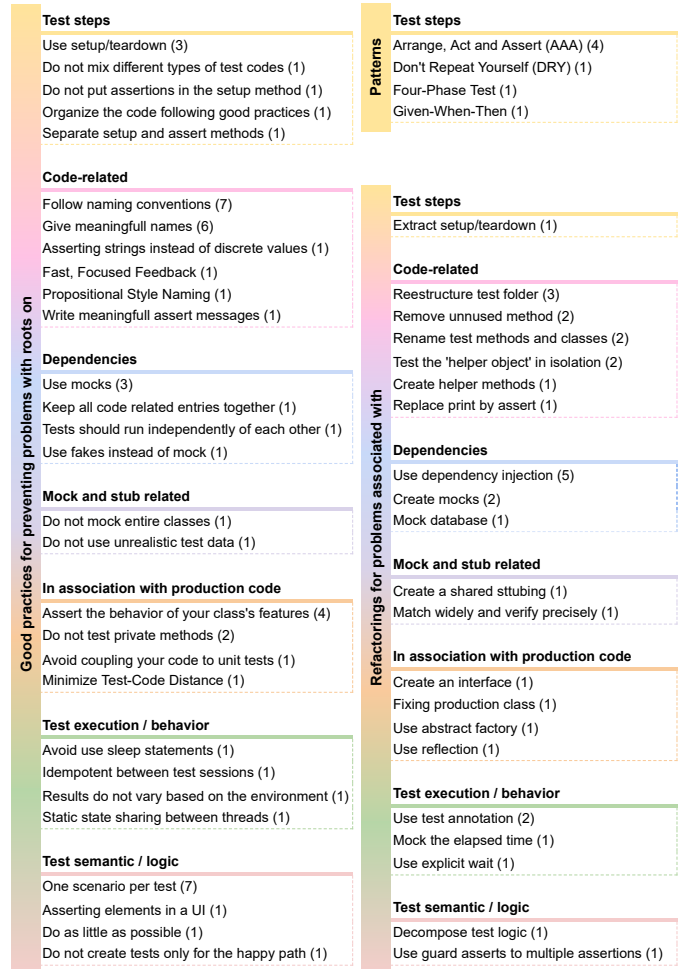 Good practices for preventing problems with roots on
Test steps
Use setup/teardown (3)
Do not mix different types of test codes (1)
Do not put assertions in the setup method (1)
Organize the code following good practices (1)
Separate setup and assert methods (1)
Code-related
Follow naming conventions (7)
Give meaningfull names (6)
Asserting strings instead of discrete values (1)
Fast, Focused Feedback (1)
Propositional Style Naming (1)
Write meaningfull assert messages (1)
Dependencies
Use mocks (3)
Keep all code related entries together (1)
Tests should run independently of each other (1)
Use fakes instead of mock (1)
Mock and stub related
Do not mock entire classes (1)
Do not use unrealistic test data (1)
In association with production code
Assert the behavior of your class's features (4)
Do not test private methods (2)
Avoid coupling your code to unit tests (1)
Minimize Test-Code Distance (1)
Test execution / behavior
Avoid use sleep statements (1)
Idempotent between test sessions (1)
Results do not vary based on the environment (1)
Static state sharing between threads (1)
Test semantic / logic
One scenario per test (7)
Asserting elements in a UI (1)
Do as little as possible (1)
Do not create tests only for the happy path (1)
Patterns
Test steps
Arrange, Act and Assert (AAA) (4)
Don't Repeat Yourself (DRY) (1)
Four-Phase Test (1)
Given-When-Then (1)
Refactorings for problems associated with
Test steps
Extract setup/teardown (1)
Code-related
Reestructure test folder (3)
Remove unnused method (2)
Rename test methods and classes (2)
Test the 'helper object' in isolation (2)
Create helper methods (1)
Replace print by assert (1)
Dependencies
Use dependency injection (5)
Create mocks (2)
Mock database (1)
Mock and stub related
Create a shared sttubing (1)
Match widely and verify precisely (1)
In association with production code
Create an interface (1)
Fixing production class (1)
Use abstract factory (1)
Use reflection (1)
Test execution / behavior
Use test annotation (2)
Mock the elapsed time (1)
Use explicit wait (1)
Test semantic / logic
Decompose test logic (1)
Use guard asserts to multiple assertions (1)